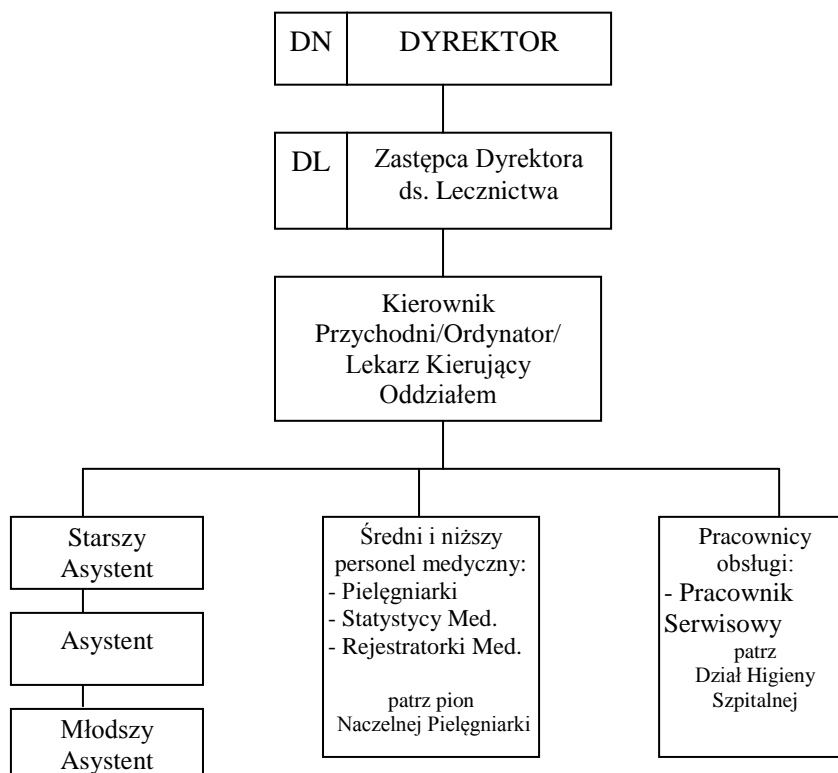 DN DYREKTOR
DL Zastępca Dyrektora
ds. Lecznictwa
Kierownik
Przychodni/Ordynator/
Lekarz Kierujący
Oddziałem
Starszy
Asystent
Asystent
Młodszy
Asystent
Średni i niższy
personel medyczny:
- Pielęgniarki
- Statystycy Med.
- Rejestratorki Med.
patrz pion
Naczelnej Pielęgniarki
Pracownicy
obsługi:
- Pracownik
Serwisowy
patrz
Dział Higieny
Szpitalnej